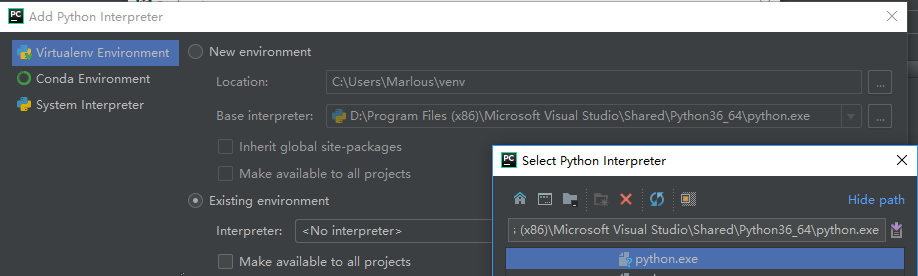 PC Add Python Interpreter
Virtualenv Environment
Conda Environment
System Interpreter
New environment
Location: C:\Users\Marlous\venv ...
Base interpreter: D:\Program Files (x86)\Microsoft Visual Studio\Shared\Python36_64\python.exe ...
Inherit global site-packages
Make available to all projects
Existing environment
Interpreter: <No interpreter>
Make available to all projects
PC Select Python Interpreter
Hide path
(x86)\Microsoft Visual Studio\Shared\Python36_64\python.exe
python.exe